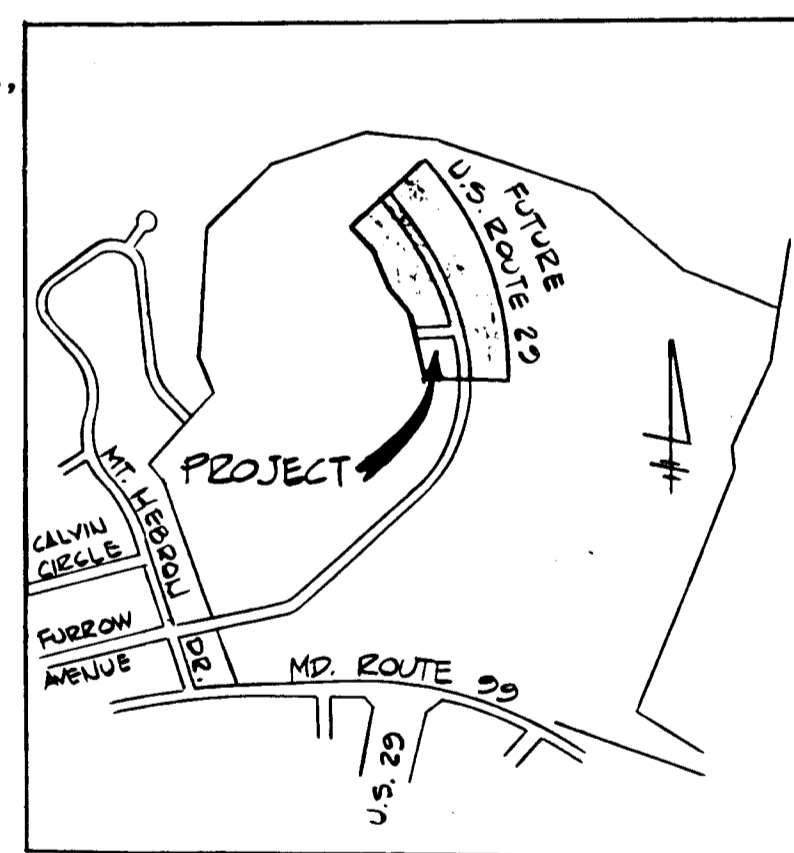 FUTURE
U.S. ROUTE 29
PROJECT
MT. HEBRON DR.
CALVIN
CIRCLE
FURROW
AVENUE
MD. ROUTE 99
U.S. 29